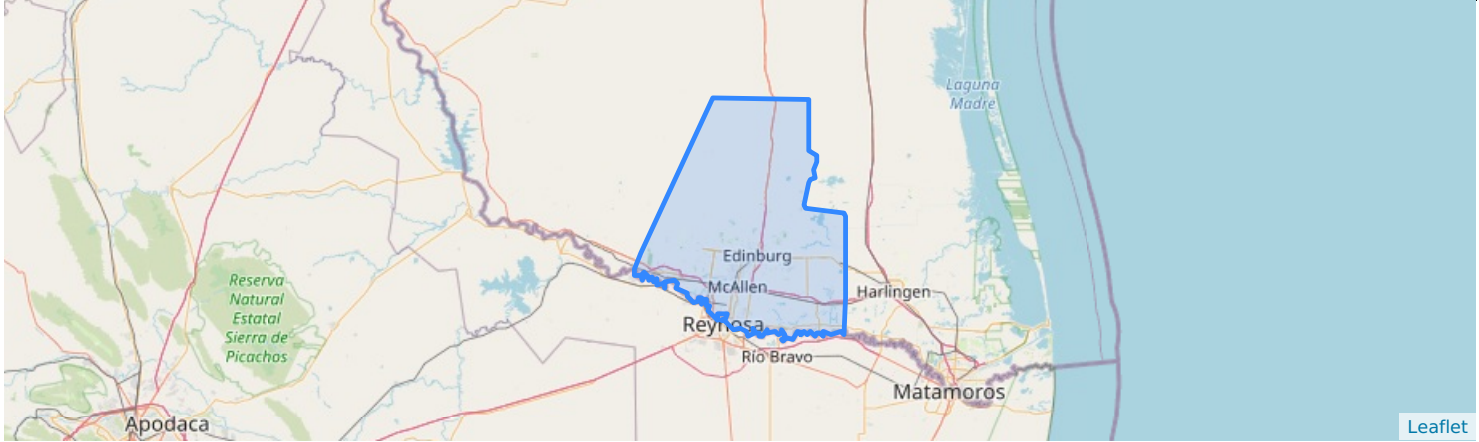 Laguna
Madre
Edinburg
Reserva
Natural
Estatal
Sierra de
Picachos
McAllen
Harlingen
Reynosa
Río Bravo
Matamoros
Apodaca
Leaflet